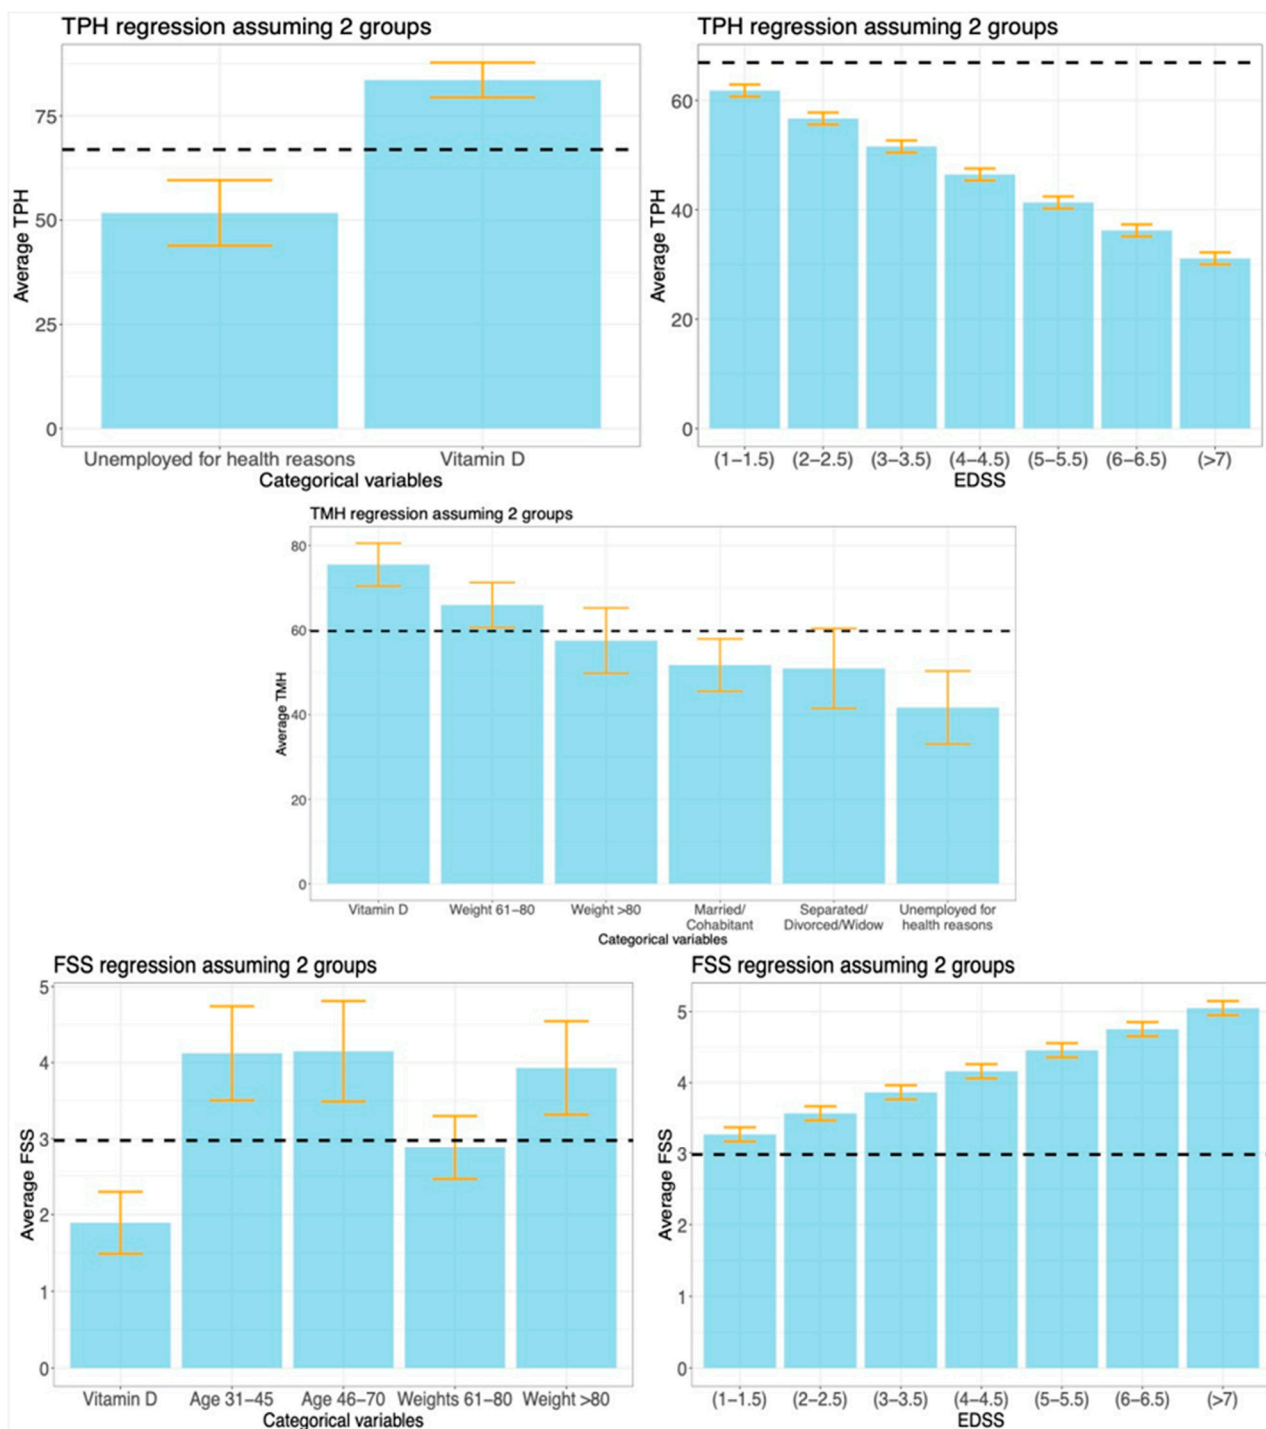 TPH regression assuming 2 groups
Average TPH
75
50
25
0
Unemployed for health reasons Vitamin D
Categorical variables
TPH regression assuming 2 groups
Average TPH
60
40
20
0
(1–1.5) (2–2.5) (3–3.5) (4–4.5) (5–5.5) (6–6.5) (>7)
EDSS
TMH regression assuming 2 groups
Average TMH
80
60
40
20
0
Vitamin D Weight 61–80 Weight >80 Married/ Separated/ Unemployed for
Cohabitant Divorced/Widow health reasons
Categorical variables
FSS regression assuming 2 groups
Average FSS
5
4
3
2
1
0
Vitamin D Age 31–45 Age 46–70 Weights 61–80 Weight >80
Categorical variables
FSS regression assuming 2 groups
Average FSS
5
4
3
2
1
0
(1–1.5) (2–2.5) (3–3.5) (4–4.5) (5–5.5) (6–6.5) (>7)
EDSS